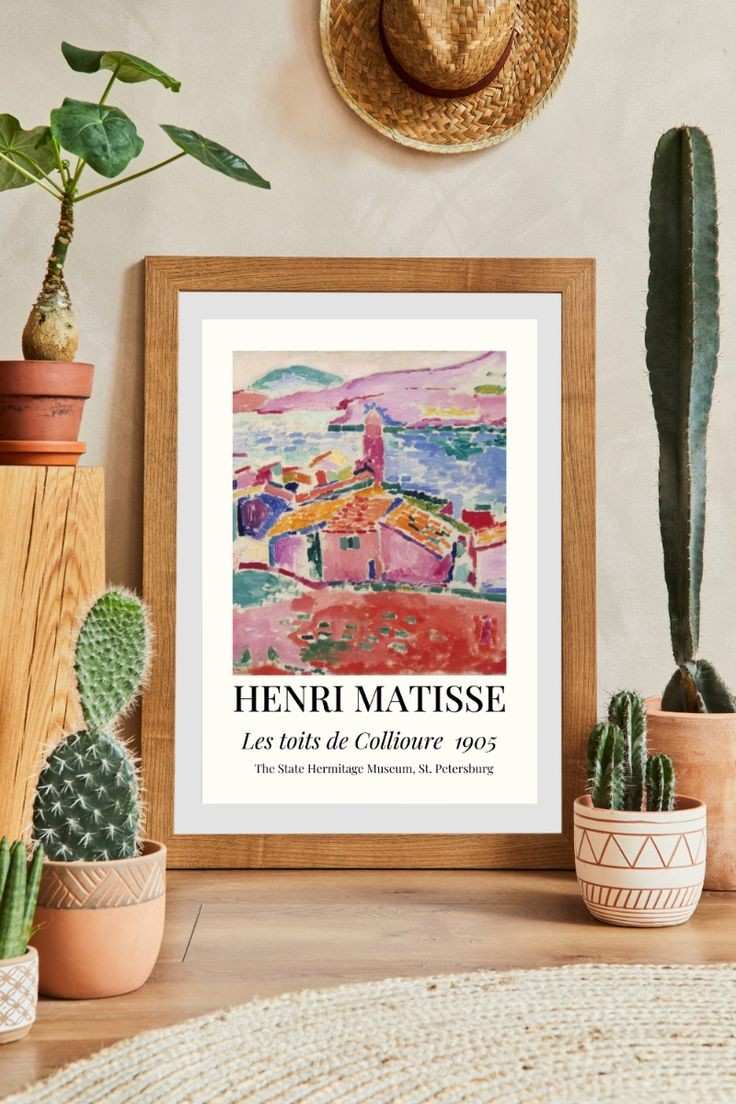 HENRI MATISSE
Les toits de Collioure 1905
The State Hermitage Museum, St. Petersburg